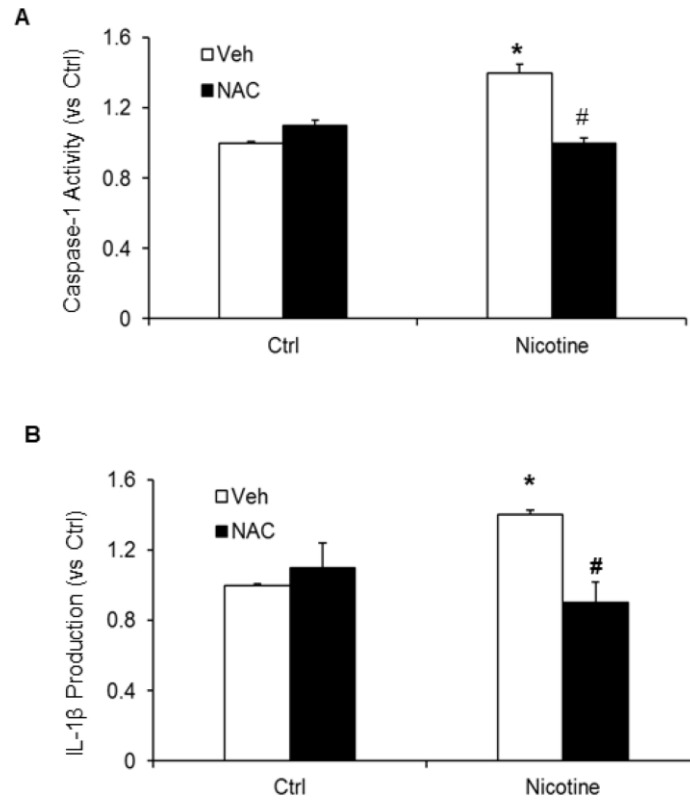 A
Caspase-1 Activity (vs Ctrl)
1.6
1.2
0.8
0.4
0
Veh
NAC
*
#
Ctrl
Nicotine
B
IL-1β Production (vs Ctrl)
1.6
1.2
0.8
0.4
0
Veh
NAC
*
#
Ctrl
Nicotine